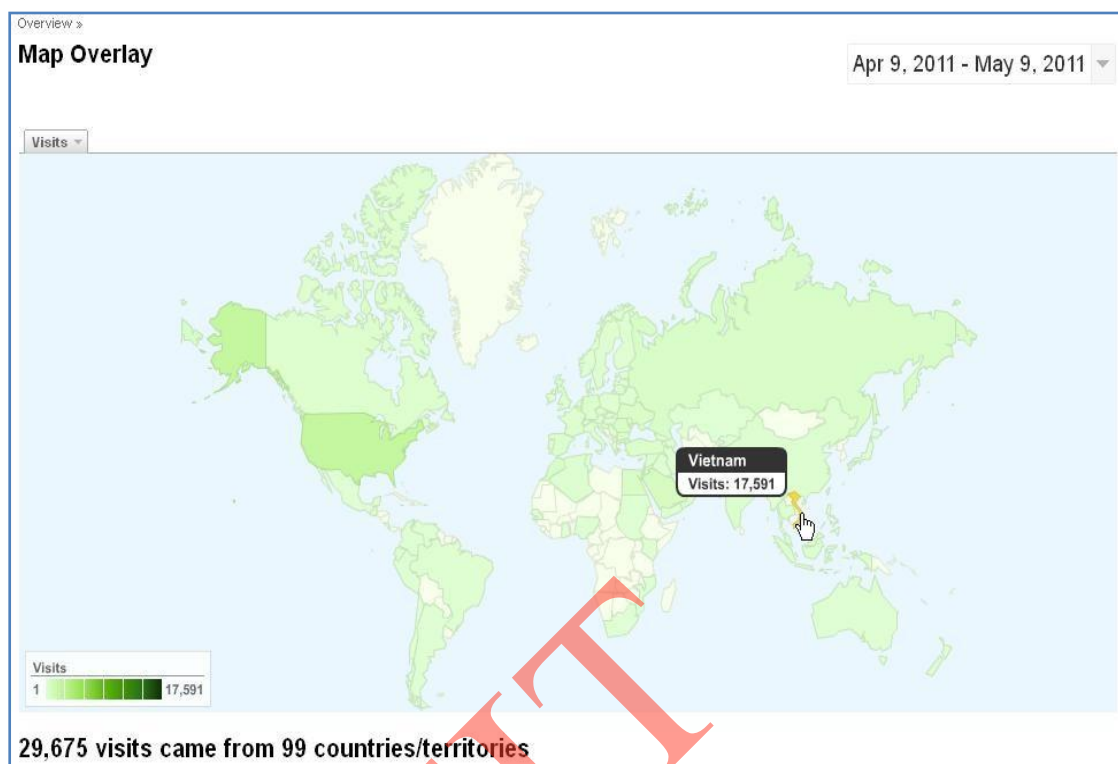 Overview »
Map Overlay
Apr 9, 2011 - May 9, 2011
Visits
Vietnam
Visits: 17,591
Visits
1 17,591
29,675 visits came from 99 countries/territories